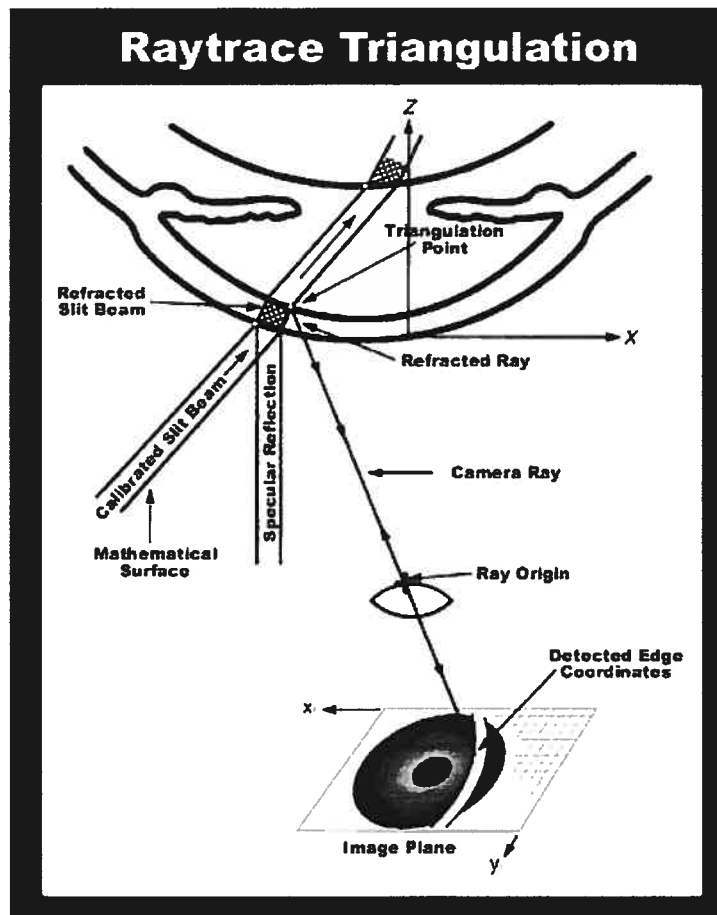 Raytrace Triangulation
Z
Triangulation
Point
Refracted
Slit Beam
X
Refracted Ray
Calibrated Slit Beam
Specular Reflection
Camera Ray
Mathematical
Surface
Ray Origin
Detected Edge
Coordinates
x
Image Plane
y